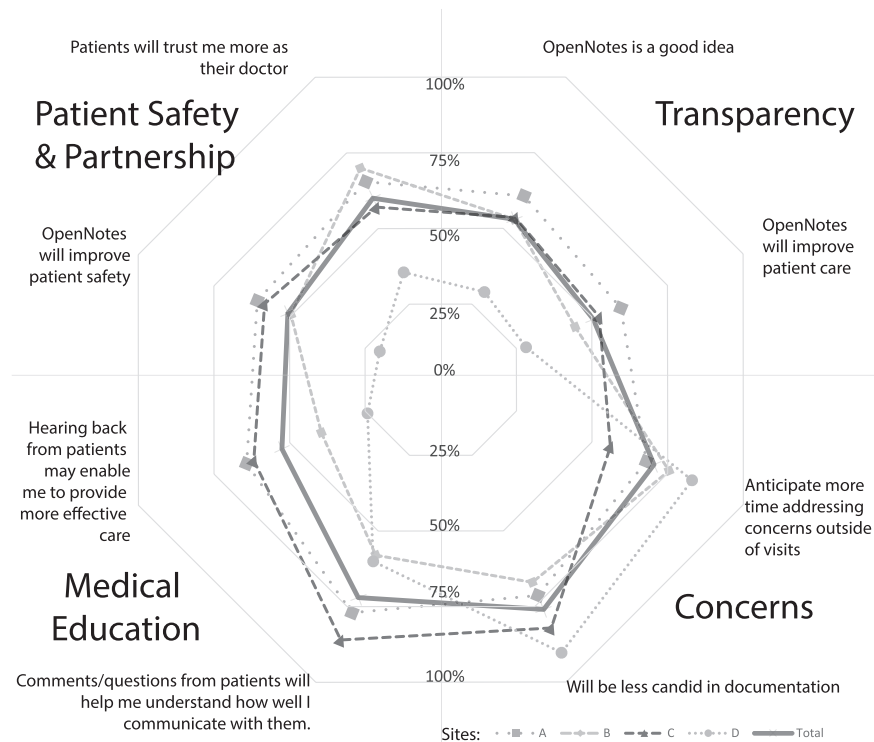 Patients will trust me more as
their doctor
OpenNotes is a good idea
100%
Patient Safety
& Partnership
Transparency
75%
50%
OpenNotes
will improve
patient safety
OpenNotes
will improve
patient care
25%
0%
25%
Hearing back
from patients
may enable
me to provide
more effective
care
Anticipate more
time addressing
concerns outside
of visits
50%
75%
Medical
Education
Concerns
100%
Comments/questions from patients will
help me understand how well I
communicate with them.
Will be less candid in documentation
Sites: A B C D Total